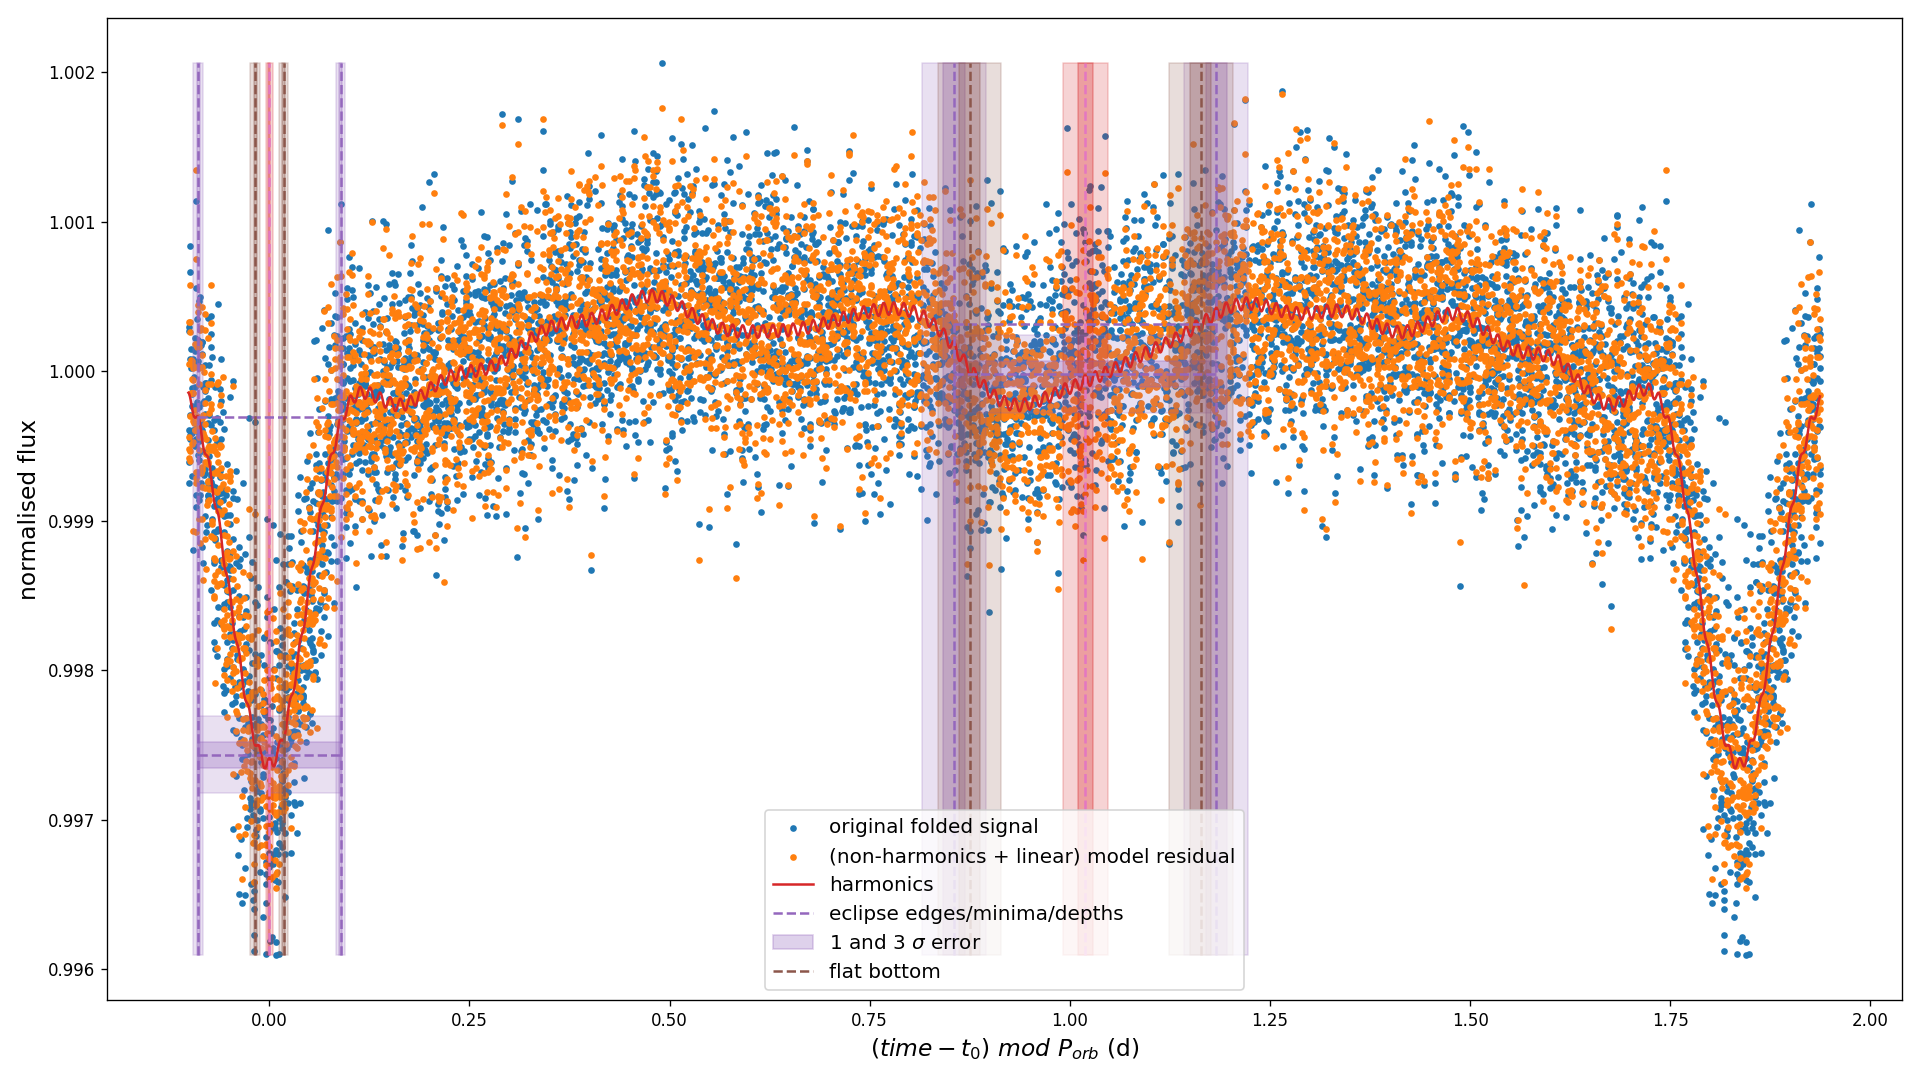 normalised flux
1.002
1.001
1.000
0.999
0.998
0.997
0.996
original folded signal
(non-harmonics + linear) model residual
harmonics
eclipse edges/minima/depths
1 and 3 σ error
flat bottom
0.00 0.25 0.50 0.75 1.00 1.25 1.50 1.75 2.00
(time − t₀) mod Pₒᵣb (d)